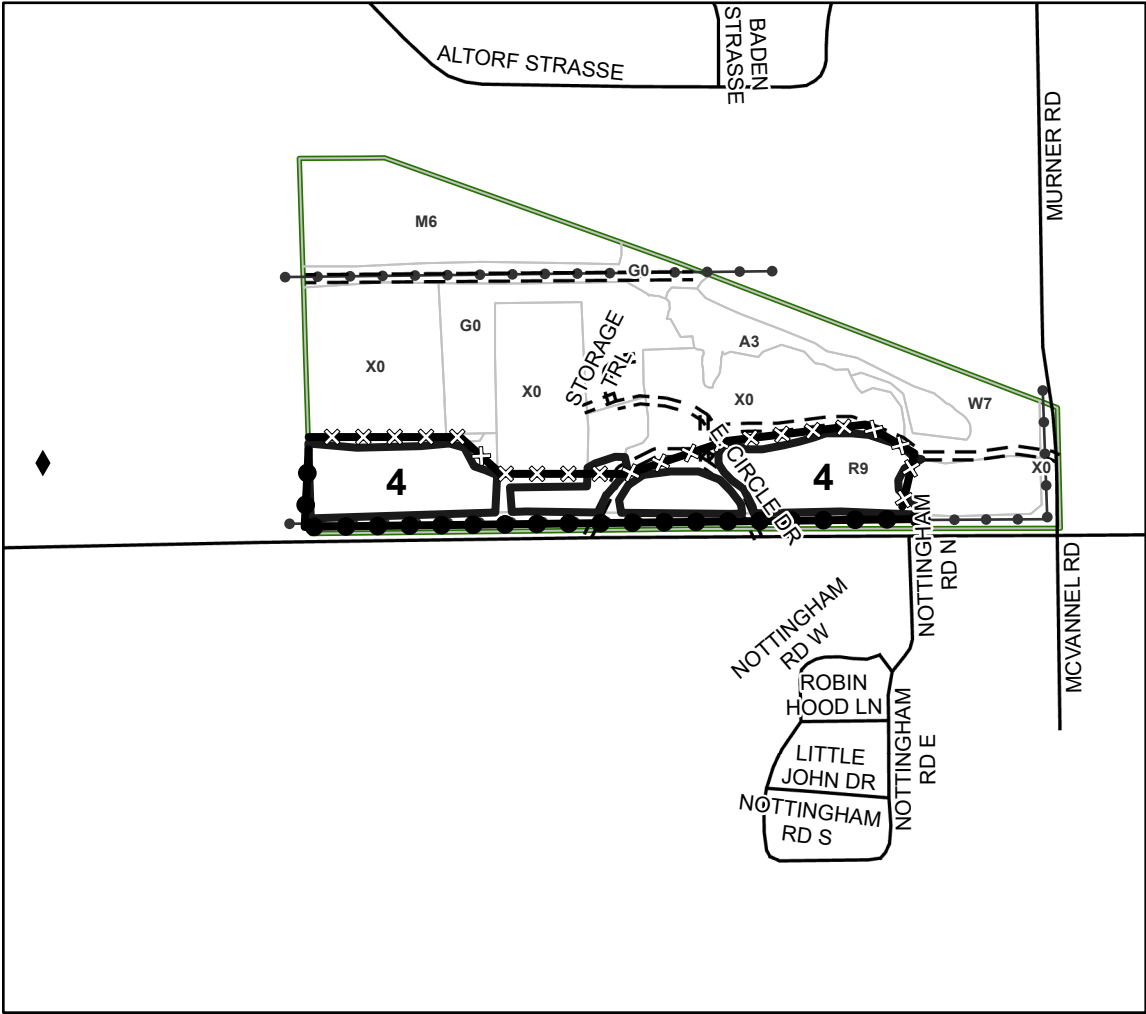 ALTORF STRASSE
BADEN
STRASSE
MURNER RD
M6
G0
G0
STORAGE
TRL
A3
X0
X0
X0
W7
N E CIRCLE DR
X0
4
4
R9
NOTTINGHAM
RD N
MCVANNEL RD
NOTTINGHAM
RD W
ROBIN
HOOD LN
NOTTINGHAM
RD E
LITTLE
JOHN DR
NOTTINGHAM
RD S